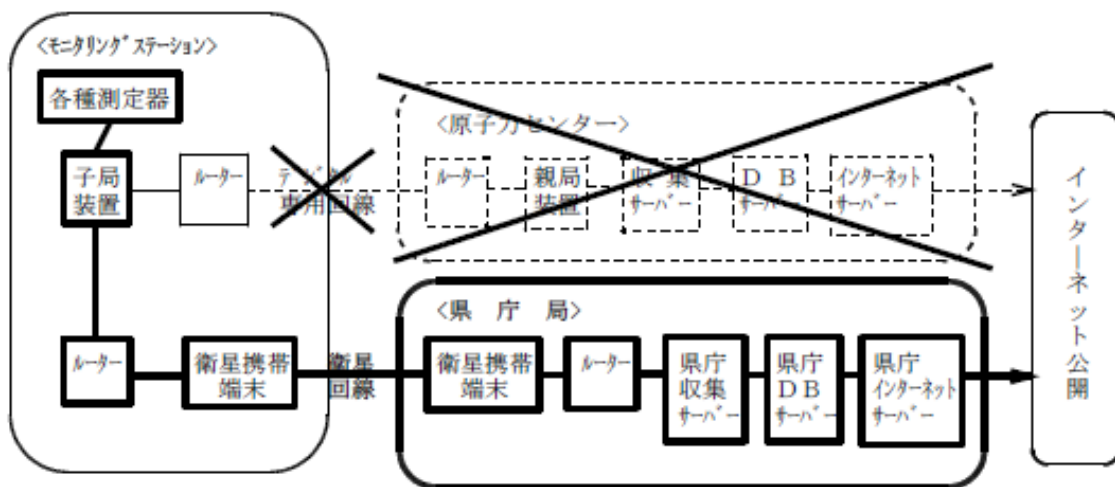 <モニタリングステーション>
各種測定器
子局
装置
ルーター
デジタル
専用回線
<原子力センター>
ルーター
親局
装置
収集
サーバー
ＤＢ
サーバー
インターネット
サーバー
インターネット公開
<県庁局>
ルーター
衛星携帯
端末
衛星
回線
衛星携帯
端末
ルーター
県庁
収集
サーバー
県庁
ＤＢ
サーバー
県庁
インターネット
サーバー